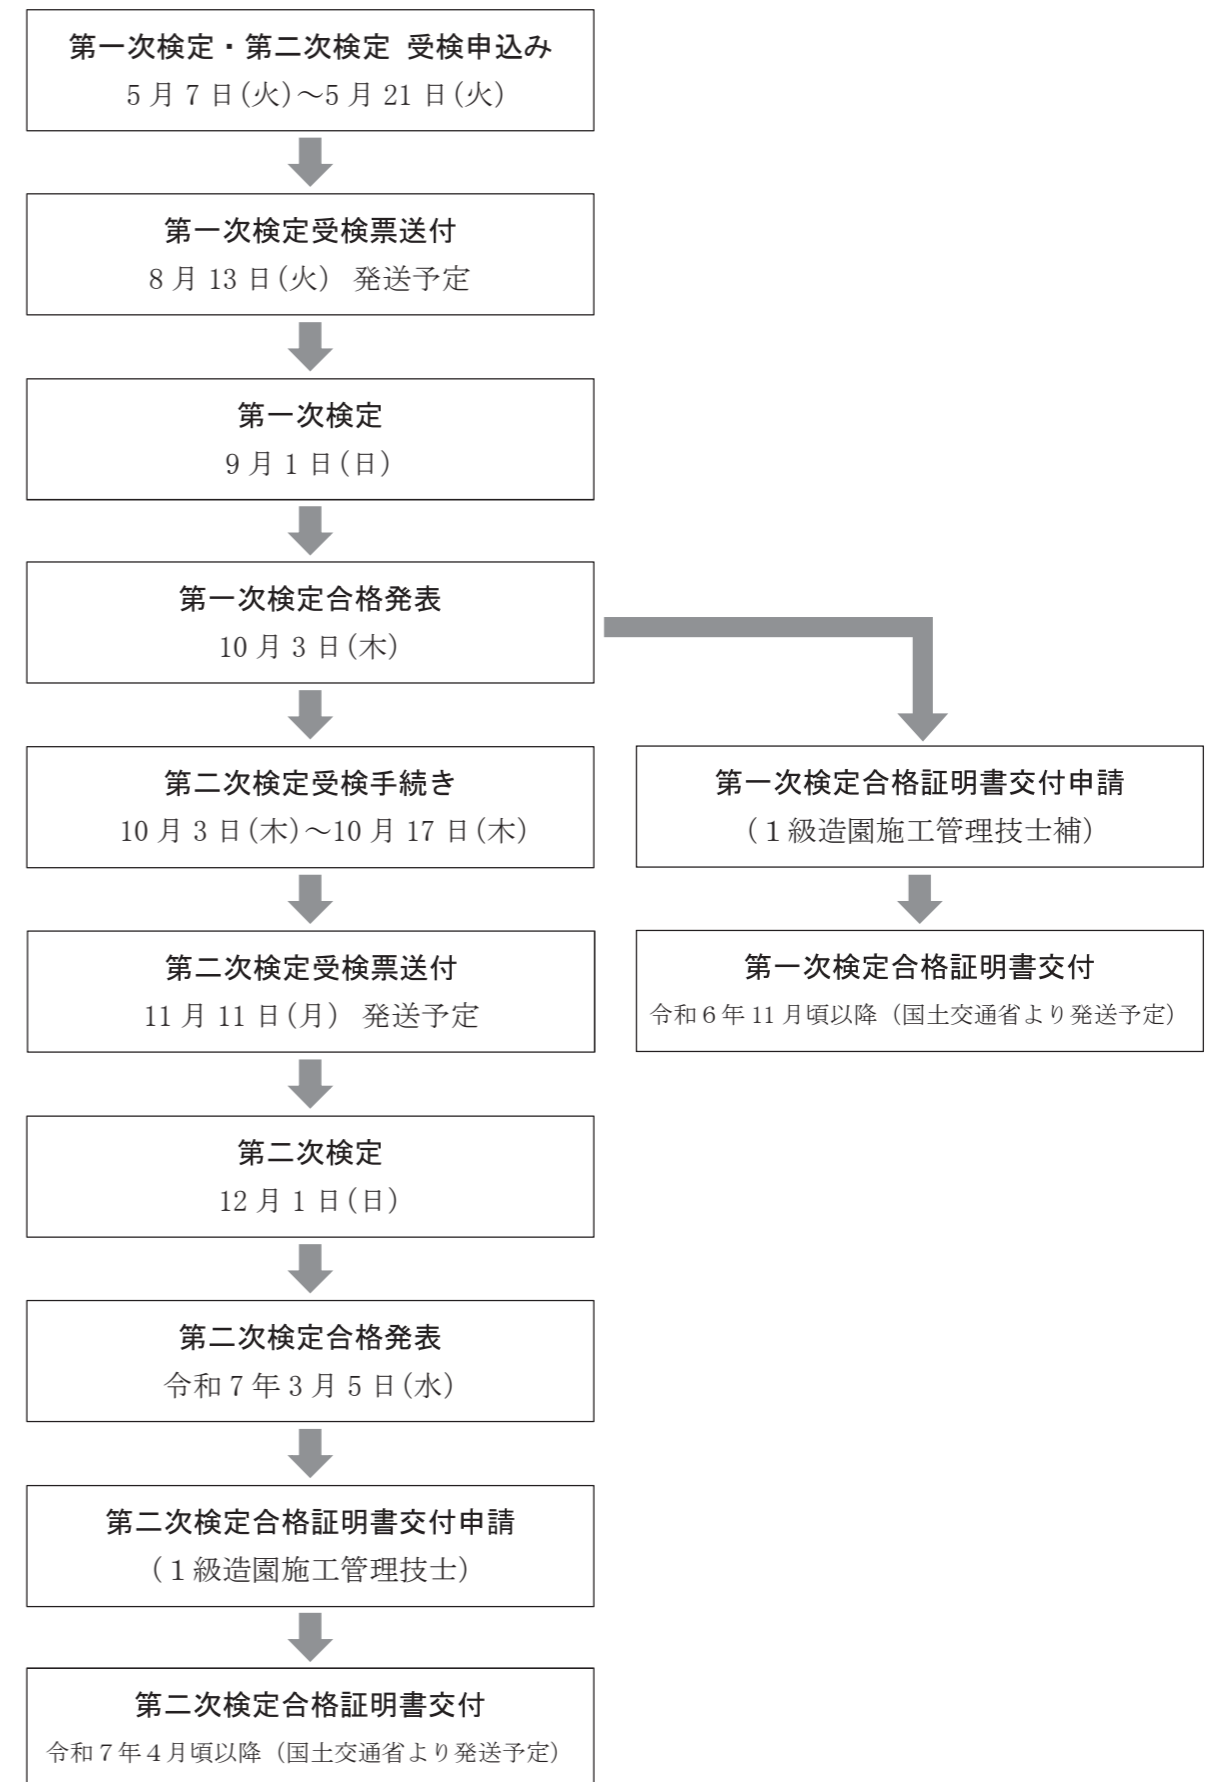 第一次検定・第二次検定 受検申込み
5月7日(火)～5月21日(火)
第一次検定受検票送付
8月13日(火) 発送予定
第一次検定
9月1日(日)
第一次検定合格発表
10月3日(木)
第二次検定受検手続き
10月3日(木)～10月17日(木)
第一次検定合格証明書交付申請
(1級造園施工管理技士補)
第二次検定受検票送付
11月11日(月) 発送予定
第一次検定合格証明書交付
令和6年11月頃以降(国土交通省より発送予定)
第二次検定
12月1日(日)
第二次検定合格発表
令和7年3月5日(水)
第二次検定合格証明書交付申請
(1級造園施工管理技士)
第二次検定合格証明書交付
令和7年4月頃以降(国土交通省より発送予定)